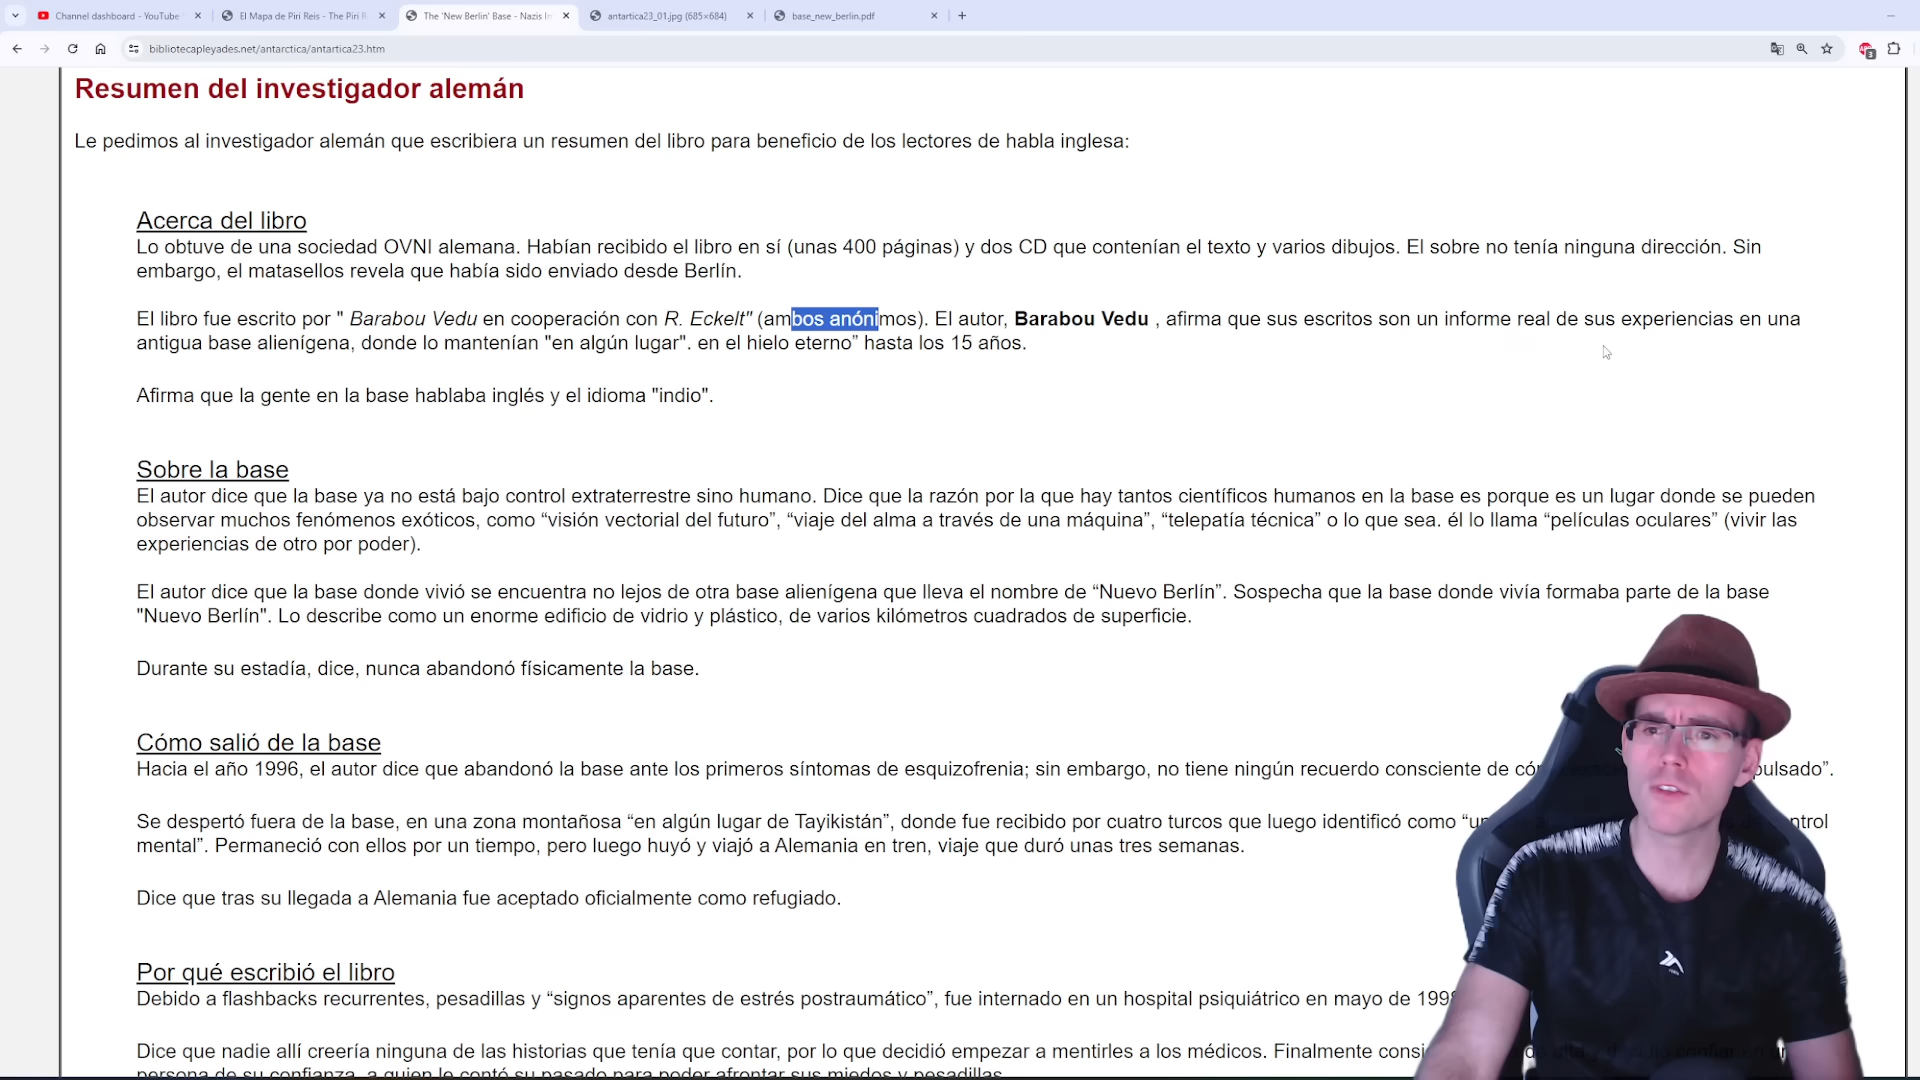 Channel dashboard - YouTube
El Mapa de Piri Reis - The Piri R
The 'New Berlin' Base - Nazis In
antartica23_01.jpg (685×684)
base_new_berlin.pdf
bibliotecapleyades.net/antarctica/antartica23.htm
Resumen del investigador alemán
Le pedimos al investigador alemán que escribiera un resumen del libro para beneficio de los lectores de habla inglesa:
Acerca del libro
Lo obtuve de una sociedad OVNI alemana. Habían recibido el libro en sí (unas 400 páginas) y dos CD que contenían el texto y varios dibujos. El sobre no tenía ninguna dirección. Sin
embargo, el matasellos revela que había sido enviado desde Berlín.
El libro fue escrito por " Barabou Vedu en cooperación con R. Eckelt" (ambos anónimos). El autor, Barabou Vedu , afirma que sus escritos son un informe real de sus experiencias en una
antigua base alienígena, donde lo mantenían "en algún lugar". en el hielo eterno” hasta los 15 años.
Afirma que la gente en la base hablaba inglés y el idioma "indio".
Sobre la base
El autor dice que la base ya no está bajo control extraterrestre sino humano. Dice que la razón por la que hay tantos científicos humanos en la base es porque es un lugar donde se pueden
observar muchos fenómenos exóticos, como “visión vectorial del futuro”, “viaje del alma a través de una máquina”, “telepatía técnica” o lo que sea. él lo llama “películas oculares” (vivir las
experiencias de otro por poder).
El autor dice que la base donde vivió se encuentra no lejos de otra base alienígena que lleva el nombre de “Nuevo Berlín”. Sospecha que la base donde vivía formaba parte de la base
"Nuevo Berlín". Lo describe como un enorme edificio de vidrio y plástico, de varios kilómetros cuadrados de superficie.
Durante su estadía, dice, nunca abandonó físicamente la base.
Cómo salió de la base
Hacia el año 1996, el autor dice que abandonó la base ante los primeros síntomas de esquizofrenia; sin embargo, no tiene ningún recuerdo consciente de có pulsado”.
Se despertó fuera de la base, en una zona montañosa “en algún lugar de Tayikistán”, donde fue recibido por cuatro turcos que luego identificó como “u ntrol
mental”. Permaneció con ellos por un tiempo, pero luego huyó y viajó a Alemania en tren, viaje que duró unas tres semanas.
Dice que tras su llegada a Alemania fue aceptado oficialmente como refugiado.
Por qué escribió el libro
Debido a flashbacks recurrentes, pesadillas y “signos aparentes de estrés postraumático”, fue internado en un hospital psiquiátrico en mayo de 1998
Dice que nadie allí creería ninguna de las historias que tenía que contar, por lo que decidió empezar a mentirles a los médicos. Finalmente consi
persona de su confianza, a quien le contó su pasado para poder afrontar sus miedos y pesadillas.